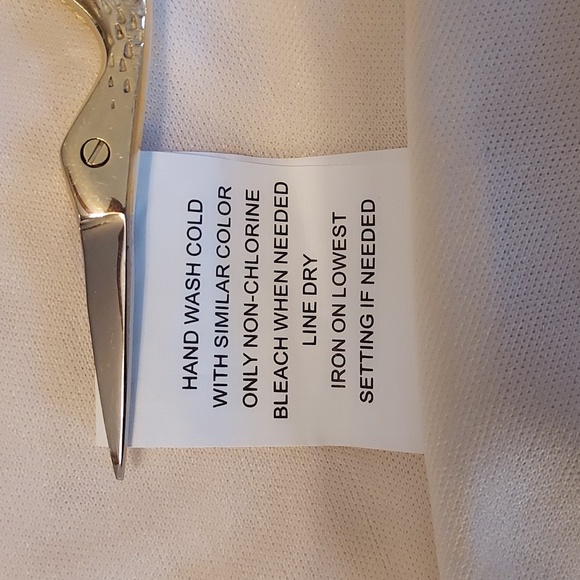 HAND WASH COLD
WITH SIMILAR COLOR
ONLY NON-CHLORINE
BLEACH WHEN NEEDED
LINE DRY
IRON ON LOWEST
SETTING IF NEEDED